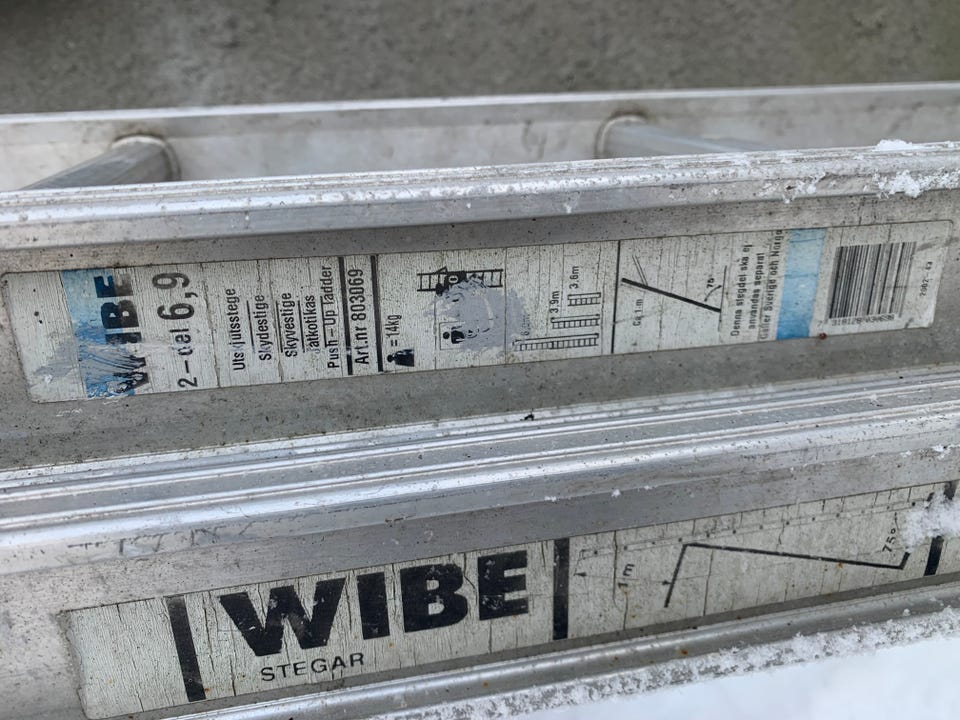 WIBE
2-del 6,9
Utskjutsstege
Skydestige
Skyvestige
Jatkotikas
Push-Up Ladder
Art.nr 803069
= 14kg
3,9m
3,6m
Ca 1 m
75°
Denna stegdel ska ej
användas separat
Gäller Sverige och Norge
WIBE
STEGAR
1m
75°